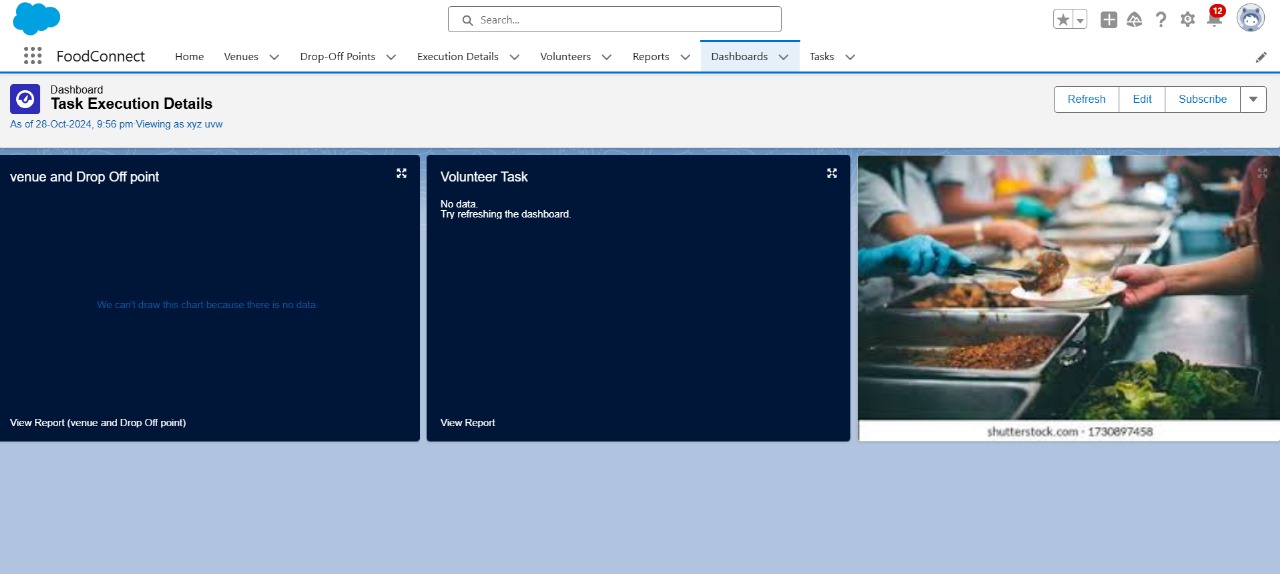 Search...
12
FoodConnect
Home Venues Drop-Off Points Execution Details Volunteers Reports Dashboards Tasks
Dashboard
Task Execution Details
As of 28-Oct-2024, 9:56 pm·Viewing as xyz uvw
Refresh Edit Subscribe
venue and Drop Off point
We can't draw this chart because there is no data.
View Report (venue and Drop Off point)
Volunteer Task
No data.
Try refreshing the dashboard.
View Report
shutterstock.com · 1730897458